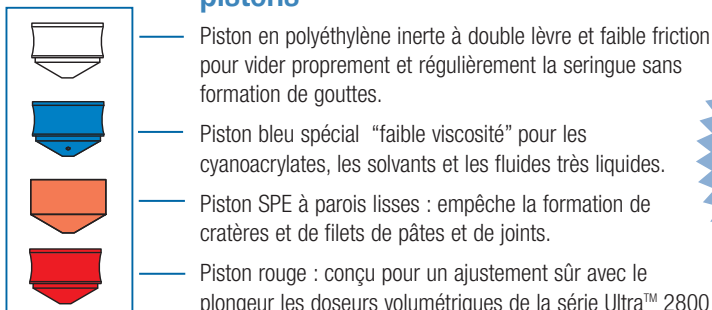 pistons
Piston en polyéthylène inerte à double lèvre et faible friction
pour vider proprement et régulièrement la seringue sans
formation de gouttes.
Piston bleu spécial “faible viscosité” pour les
cyanoacrylates, les solvants et les fluides très liquides.
Piston SPE à parois lisses : empêche la formation de
cratères et de filets de pâtes et de joints.
Piston rouge : conçu pour un ajustement sûr avec le
plongeur les doseurs volumétriques de la série Ultra™ 2800